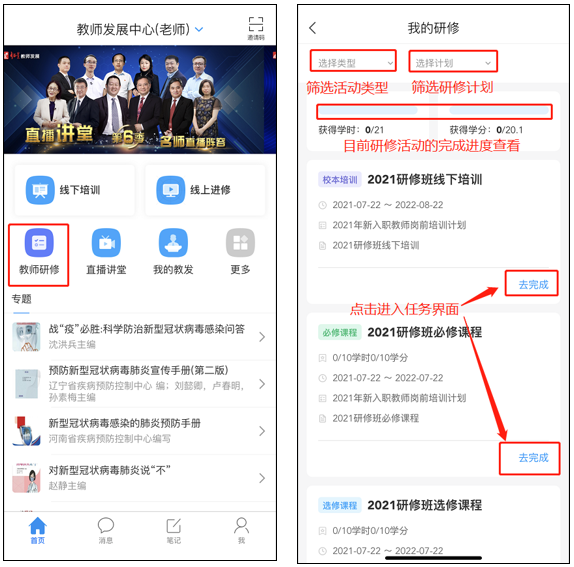 教师发展中心(老师)
邀请码
教师发展
直播讲堂
第6季
名师直播阵容
线下培训
线上进修
教师研修
直播讲堂
我的教发
更多
专题
战“疫”必胜:科学防治新型冠状病毒感染问答
沈洪兵主编
预防新型冠状病毒肺炎宣传手册(第二版)
辽宁省疾病预防控制中心 编；刘懿卿，卢春明，
孙素梅主编
新型冠状病毒感染的肺炎预防手册
河南省疾病预防控制中心编写
对新型冠状病毒肺炎说“不”
赵静主编
首页
消息
笔记
我
我的研修
选择类型
选择计划
筛选活动类型
筛选研修计划
获得学时：0/21
获得学分：0/20.1
目前研修活动的完成进度查看
校本培训 2021研修班线下培训
2021-07-22 ～ 2022-08-22
2021年新入职教师岗前培训计划
2021研修班线下培训
去完成
点击进入任务界面
必修课程 2021研修班必修课程
0/10学时0/10学分
2021-07-22 ～ 2022-07-22
2021年新入职教师岗前培训计划
2021研修班必修课程
去完成
选修课程 2021研修班选修课程
0/10学时0/10学分
2021-07-22 ～ 2022-07-22